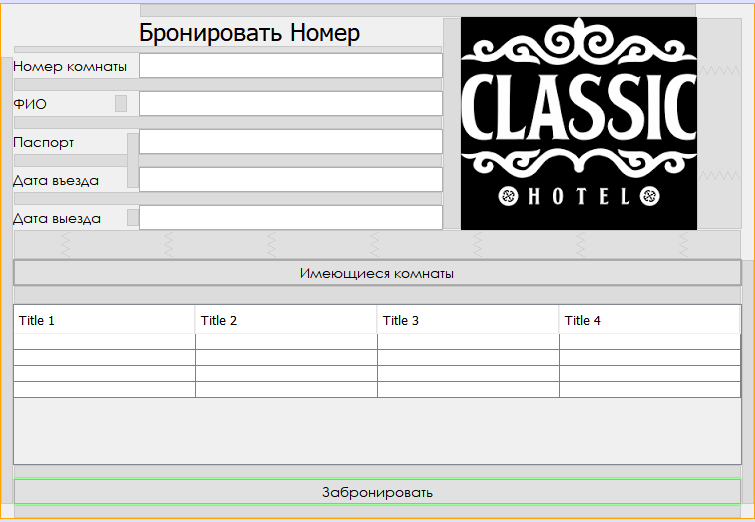 Бронировать Номер
Номер комнаты
ФИО
Паспорт
Дата вьезда
Дата выезда
CLASSIC
HOTEL
Имеющиеся комнаты
Title 1 Title 2 Title 3 Title 4
Забронировать